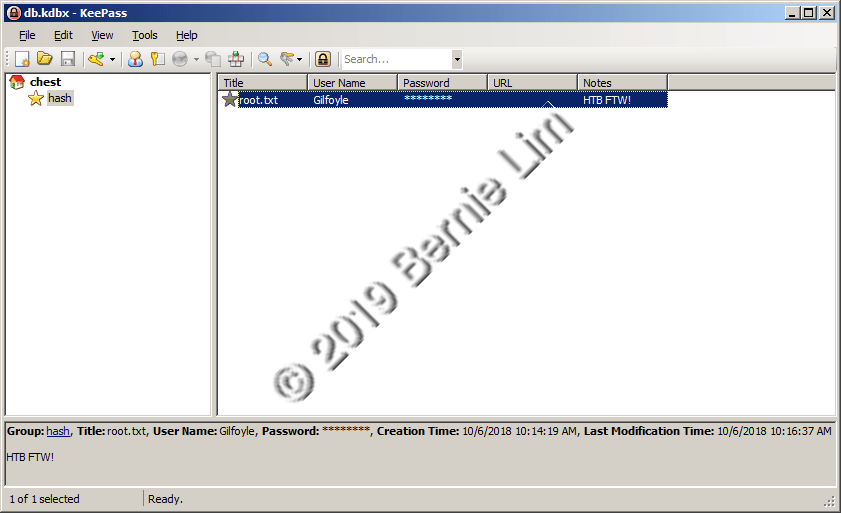 db.kdbx - KeePass
File Edit View Tools Help
Search...
chest
hash
Title User Name Password URL Notes
root.txt Gilfoyle ******** HTB FTW!
© 2019 Bernie Lim
Group: hash, Title: root.txt, User Name: Gilfoyle, Password: ********, Creation Time: 10/6/2018 10:14:19 AM, Last Modification Time: 10/6/2018 10:16:37 AM
HTB FTW!
1 of 1 selected Ready.